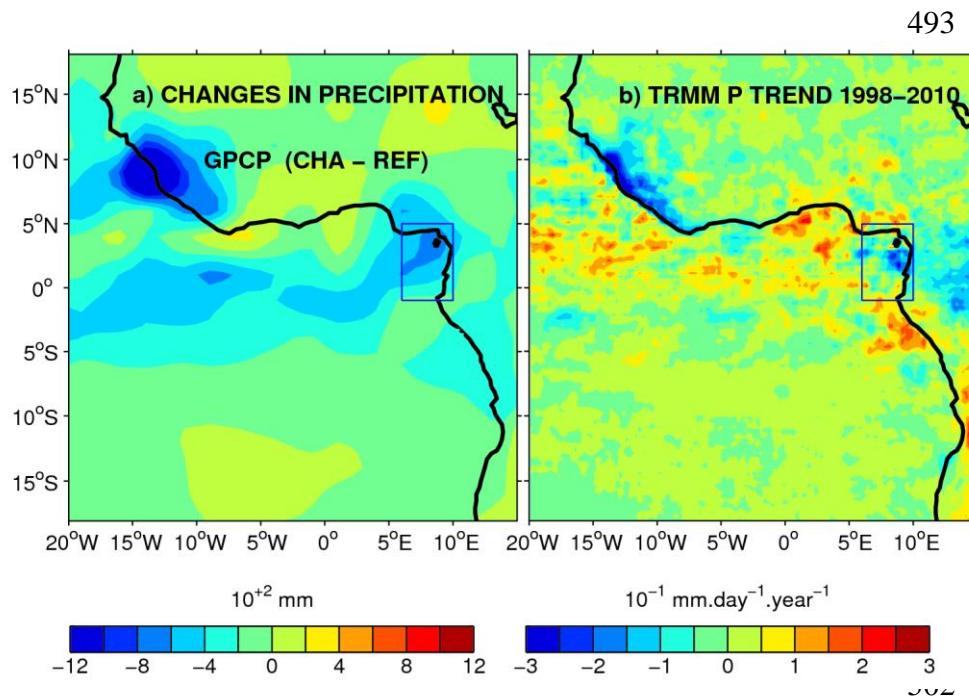 493
a) CHANGES IN PRECIPITATION
GPCP (CHA – REF)
b) TRMM P TREND 1998–2010
15°N
10°N
5°N
0°
5°S
10°S
15°S
20°W 15°W 10°W 5°W 0° 5°E 10°E
20°W 15°W 10°W 5°W 0° 5°E 10°E
10+2 mm
−12 −8 −4 0 4 8 12
10−1 mm.day−1.year−1
−3 −2 −1 0 1 2 3